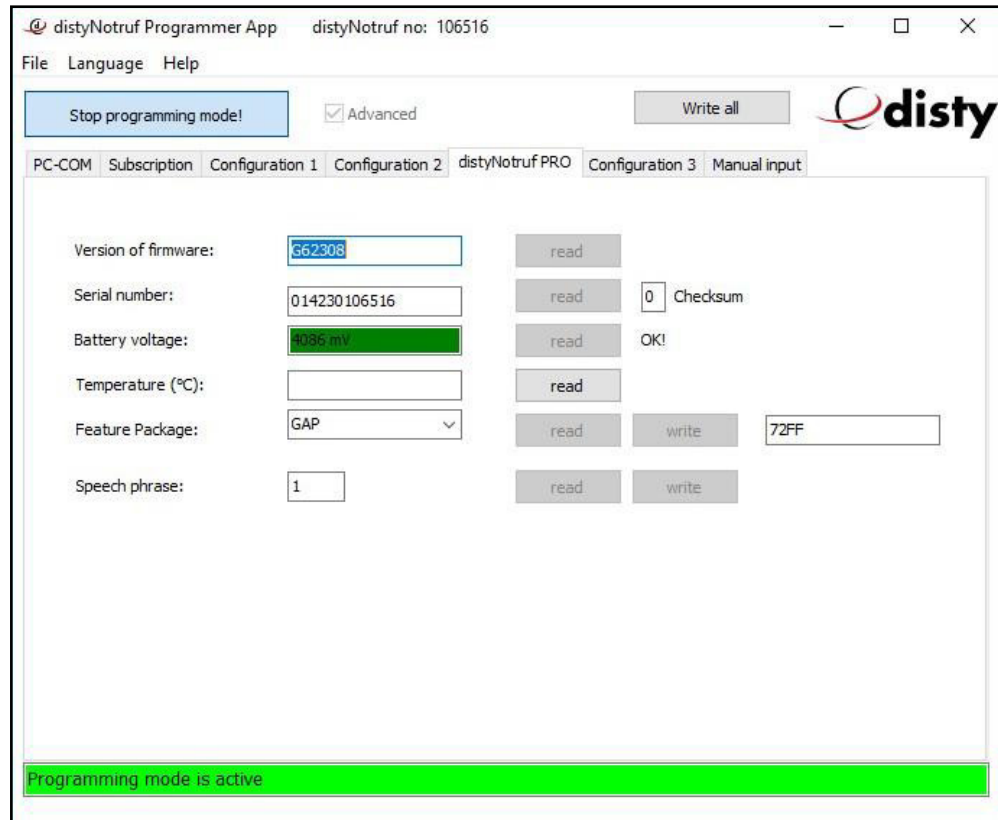 distyNotruf Programmer App distyNotruf no: 106516
File Language Help
Stop programming mode! Advanced Write all disty
PC-COM Subscription Configuration 1 Configuration 2 distyNotruf PRO Configuration 3 Manual input
Version of firmware: G62308 read
Serial number: 014230106516 read 0 Checksum
Battery voltage: 4086 mV read OK!
Temperature (°C): read
Feature Package: GAP read write 72FF
Speech phrase: 1 read write
Programming mode is active